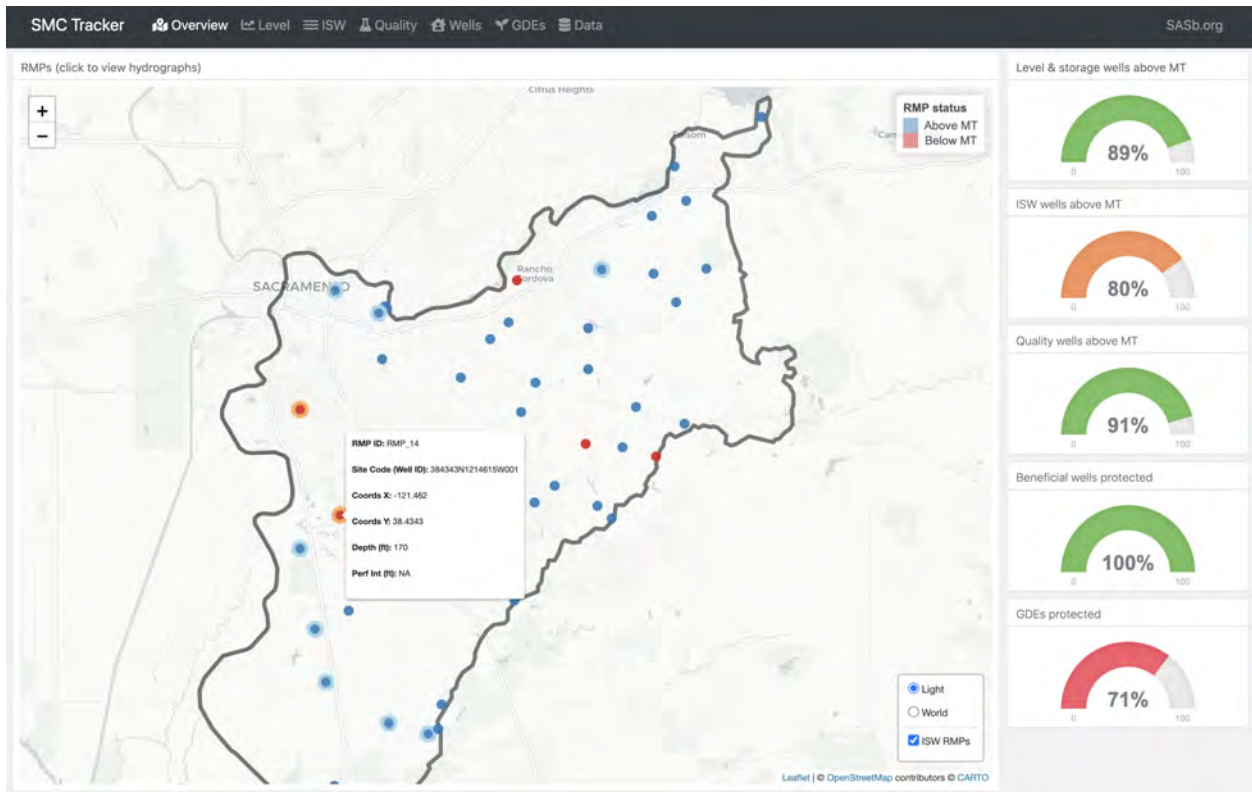 SMC Tracker Overview Level ISW Quality Wells GDEs Data SASb.org
RMPs (click to view hydrographs)
+
−
Citrus Heights
Folsom
Cam
RMP status
Above MT
Below MT
SACRAMENTO
Rancho
Cordova
RMP ID: RMP_14
Site Code (Well ID): 384343N1214615W001
Coords X: -121.462
Coords Y: 38.4343
Depth (ft): 170
Perf Int (ft): NA
Light
World
ISW RMPs
Leaflet | © OpenStreetMap contributors © CARTO
Level & storage wells above MT
89%
0 100
ISW wells above MT
80%
0 100
Quality wells above MT
91%
0 100
Beneficial wells protected
100%
0 100
GDEs protected
71%
0 100